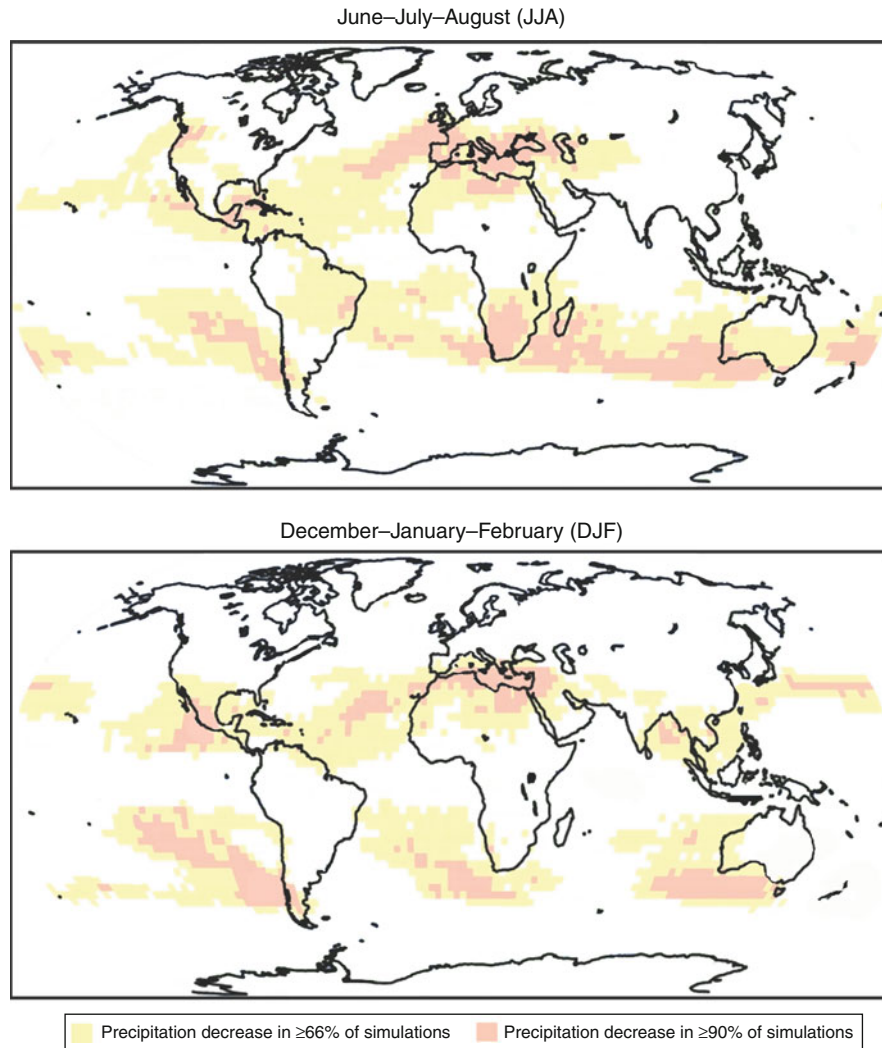 June–July–August (JJA)
December–January–February (DJF)
Precipitation decrease in ≥66% of simulations
Precipitation decrease in ≥90% of simulations